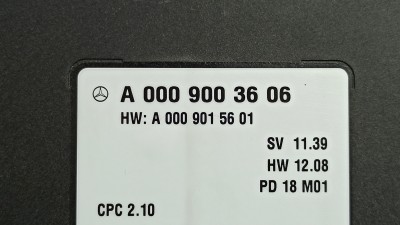 A 000 900 36 06
HW: A 000 901 56 01
SV 11.39
HW 12.08
PD 18 M01
CPC 2.10